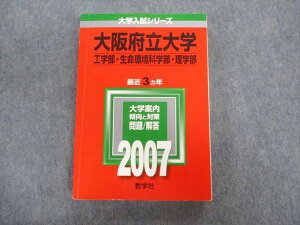 大学入試シリーズ
大阪府立大学
工学部・生命環境科学部・理学部
最近3カ年
大学案内
傾向と対策
問題/解答
2007
教学社